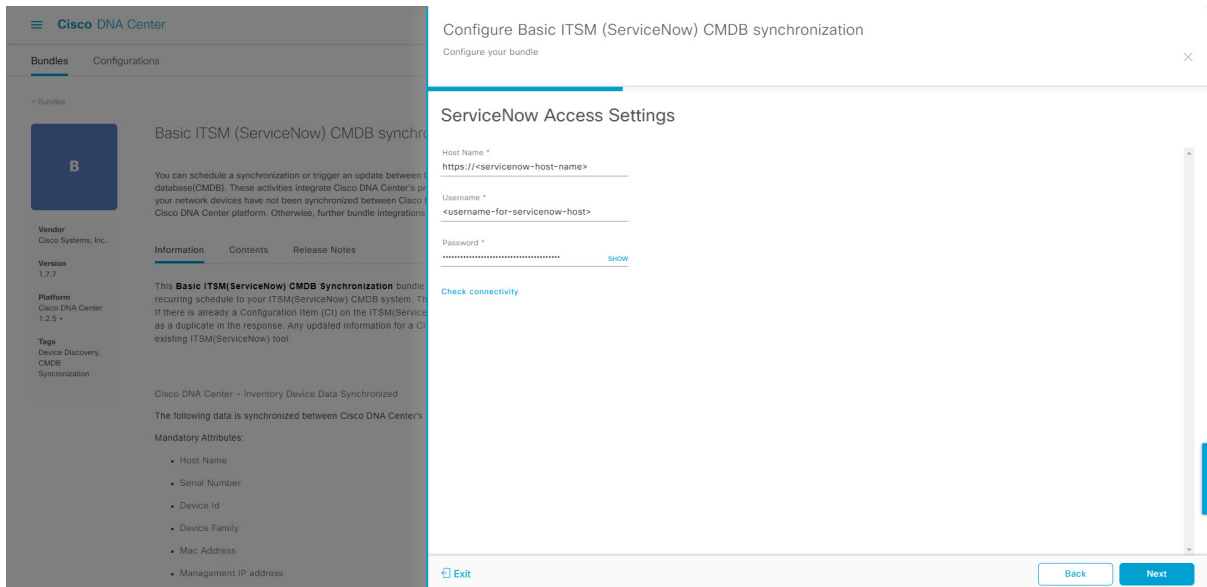 Cisco DNA Center
Bundles Configurations
< Bundles
B
Vendor
Cisco Systems, Inc.
Version
1.7.7
Platform
Cisco DNA Center
1.2.5 +
Tags
Device Discovery,
CMDB
Syncronization
Basic ITSM (ServiceNow) CMDB synchro
You can schedule a synchronization or trigger an update between
database(CMDB). These activities integrate Cisco DNA Center's
your network devices have not been synchronized between Cisco
Cisco DNA Center platform. Otherwise, further bundle integrations
Information Contents Release Notes
This Basic ITSM(ServiceNow) CMDB Synchronization bundle
recurring schedule to your ITSM(ServiceNow) CMDB system.
If there is already a Configuration Item (CI) on the ITSM(Service
as a duplicate in the response. Any updated information for a
existing ITSM(ServiceNow) tool.
Cisco DNA Center - Inventory Device Data Synchronized
The following data is synchronized between Cisco DNA Center's
Mandatory Attributes:
• Host Name
• Serial Number
• Device Id
• Device Family
• Mac Address
• Management IP address
Configure Basic ITSM (ServiceNow) CMDB synchronization
Configure your bundle
ServiceNow Access Settings
Host Name *
https://<servicenow-host-name>
Username *
<username-for-servicenow-host>
Password *
SHOW
Check connectivity
Exit
Back Next